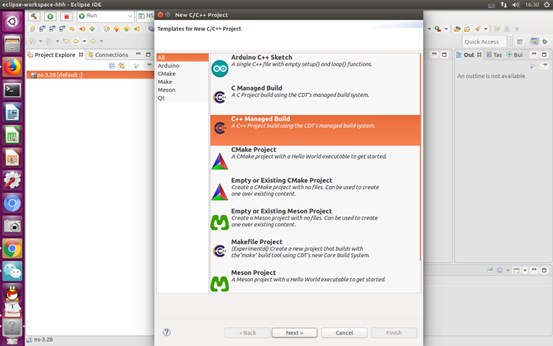 eclipse-workspace-hhh - Eclipse IDE
16:30
Run
NS
Quick Access
Project Explorer
Connections
ns-3.28 [default:]
New C/C++ Project
Templates for New C/C++ Project
All
Arduino
CMake
Make
Meson
Qt
Arduino C++ Sketch
A single C++ file with empty setup() and loop() functions.
C Managed Build
A C Project build using the CDT's managed build system.
C++ Managed Build
A C++ Project build using the CDT's managed build system.
CMake Project
A CMake project with a Hello World executable to get started.
Empty or Existing CMake Project
Create a CMake project with no files. Can be used to create
one over existing content.
Empty or Existing Meson Project
Create a Meson project with no files. Can be used to create
one over existing content.
Makefile Project
(Experimental) Create a new project that builds with
the'make' build tool using CDT's new Core Build System.
Meson Project
A Meson project with a Hello World executable to get started.
< Back
Next >
Cancel
Finish
Out
Tas
Bui
An outline is not available.
ns-3.28